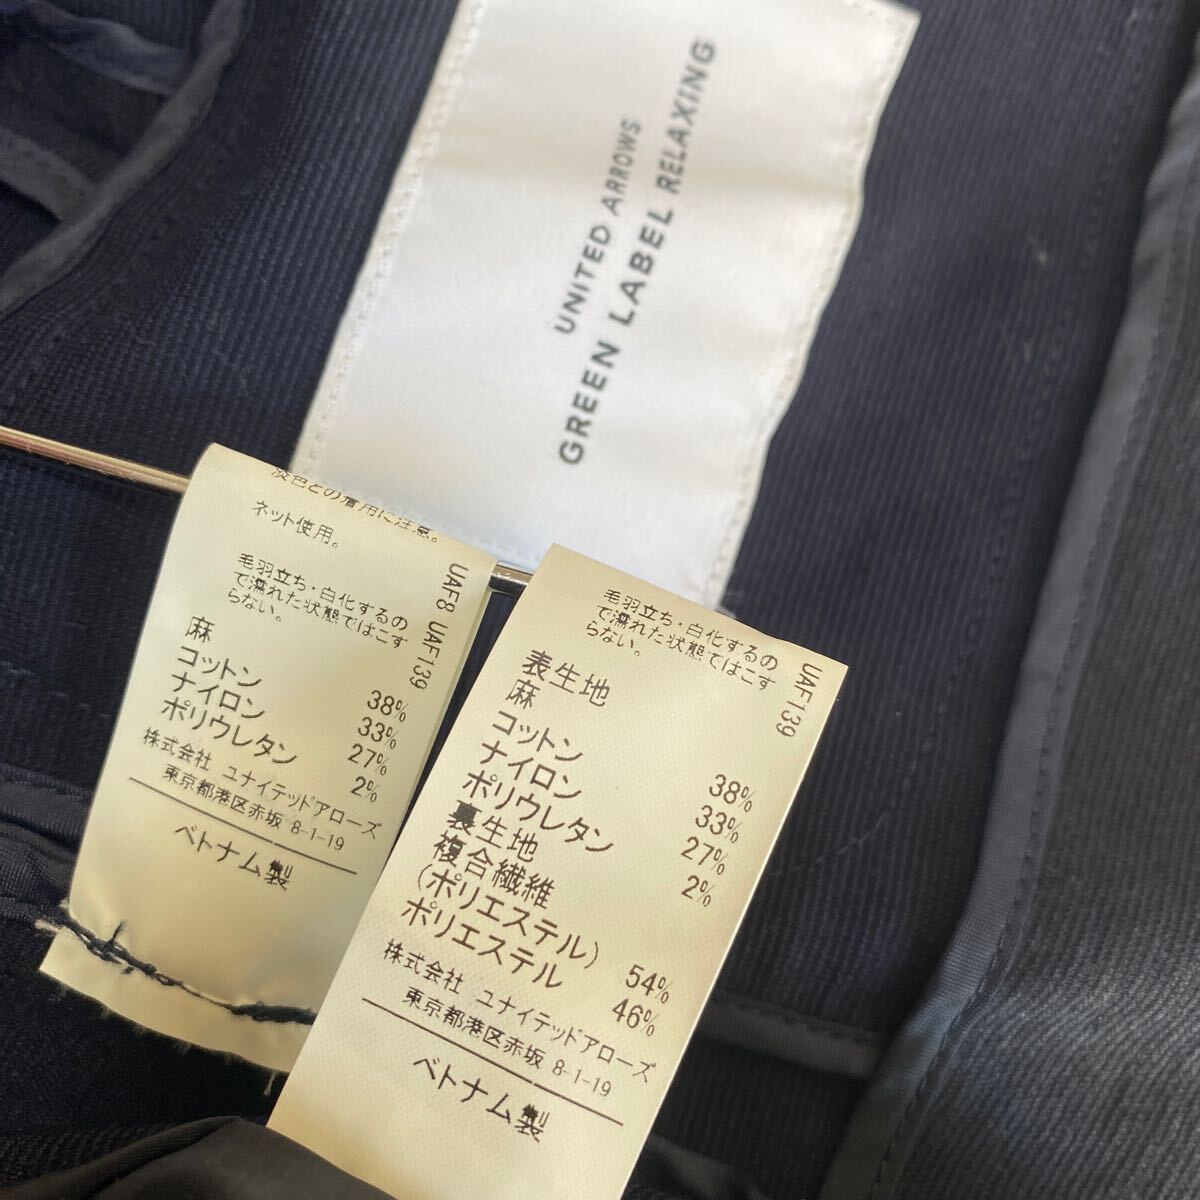 UNITED ARROWS
GREEN LABEL RELAXING
淡色との着用に注意。
ネット使用。
毛羽立ち・白化するの
で濡れた状態ではこす
らない。
UAF8 UAF139
麻 38%
コットン 33%
ナイロン 27%
ポリウレタン 2%
株式会社 ユナイテッドアローズ
東京都港区赤坂 8-1-19
ベトナム製
毛羽立ち・白化するの
で濡れた状態ではこす
らない。
UAF139
表生地
麻 38%
コットン 33%
ナイロン 27%
ポリウレタン 2%
裏生地
複合繊維
(ポリエステル) 54%
ポリエステル 46%
株式会社 ユナイテッドアローズ
東京都港区赤坂 8-1-19
ベトナム製